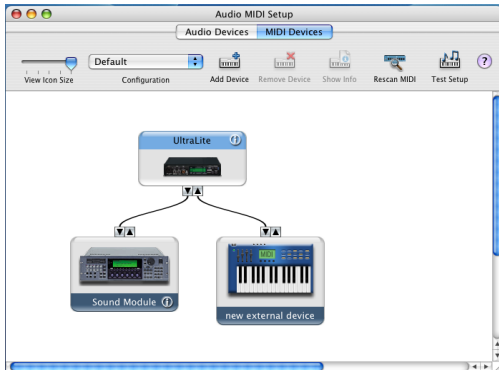 Audio MIDI Setup
Audio Devices MIDI Devices
Default
View Icon Size Configuration Add Device Remove Device Show Info Rescan MIDI Test Setup ?
UltraLite i
MIDI
Sound Module i
new external device